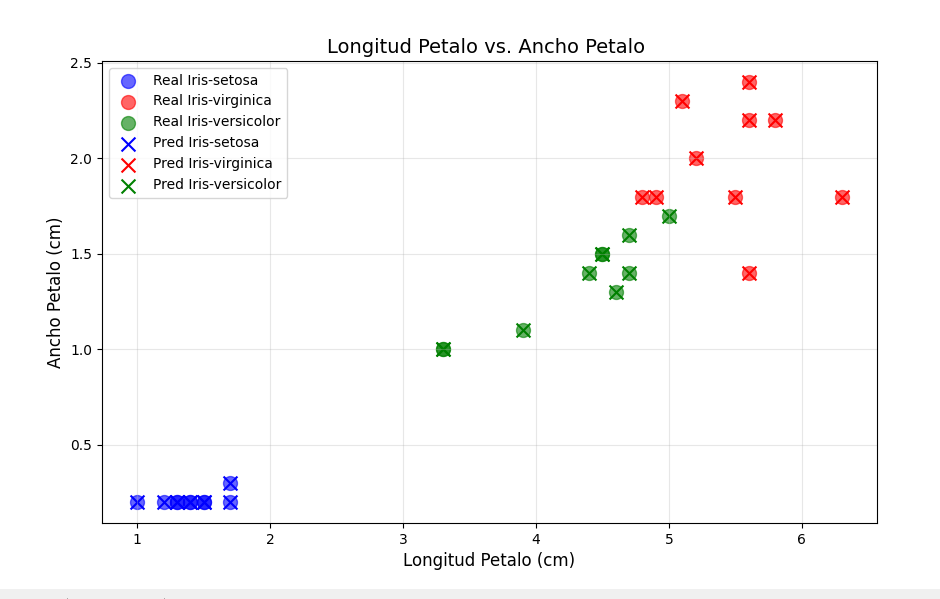 Longitud Petalo vs. Ancho Petalo
Real Iris-setosa
Real Iris-virginica
Real Iris-versicolor
Pred Iris-setosa
Pred Iris-virginica
Pred Iris-versicolor
2.5
2.0
1.5
1.0
0.5
Ancho Petalo (cm)
1 2 3 4 5 6
Longitud Petalo (cm)